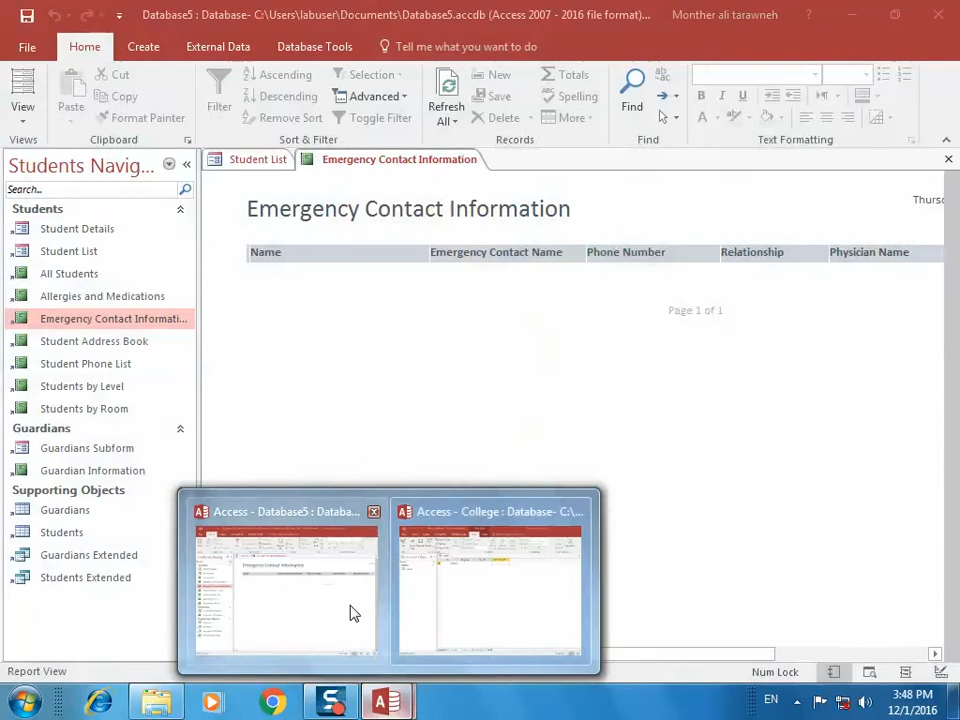 Database5 : Database- C:\Users\labuser\Documents\Database5.accdb (Access 2007 - 2016 file format)...
Monther ali tarawneh
?
File
Home
Create
External Data
Database Tools
Tell me what you want to do
View
Views
Paste
Cut
Copy
Format Painter
Clipboard
Filter
Ascending
Descending
Remove Sort
Selection
Advanced
Toggle Filter
Sort & Filter
Refresh
All
New
Save
Delete
Totals
Spelling
More
Records
Find
Find
B I U
A
Text Formatting
Students Navig...
Search...
Students
Student Details
Student List
All Students
Allergies and Medications
Emergency Contact Informati...
Student Address Book
Student Phone List
Students by Level
Students by Room
Guardians
Guardians Subform
Guardian Information
Supporting Objects
Guardians
Students
Guardians Extended
Students Extended
Student List
Emergency Contact Information
Emergency Contact Information
Thursd
Name
Emergency Contact Name
Phone Number
Relationship
Physician Name
Page 1 of 1
Access - Database5 : Databa...
Access - College : Database- C:\...
Report View
Num Lock
EN
3:48 PM
12/1/2016